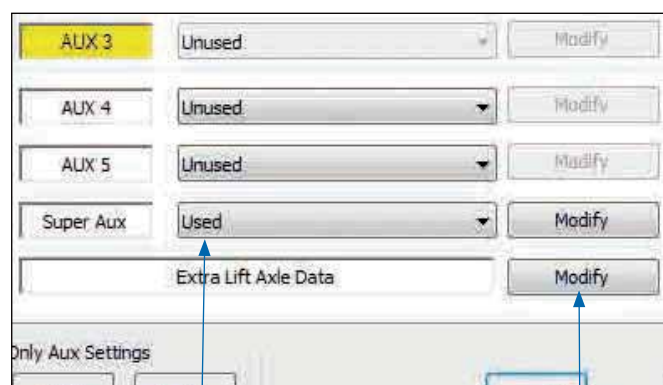 AUX 3 Unused Modify
AUX 4 Unused Modify
AUX 5 Unused Modify
Super Aux Used Modify
Extra Lift Axle Data Modify
Only Aux Settings